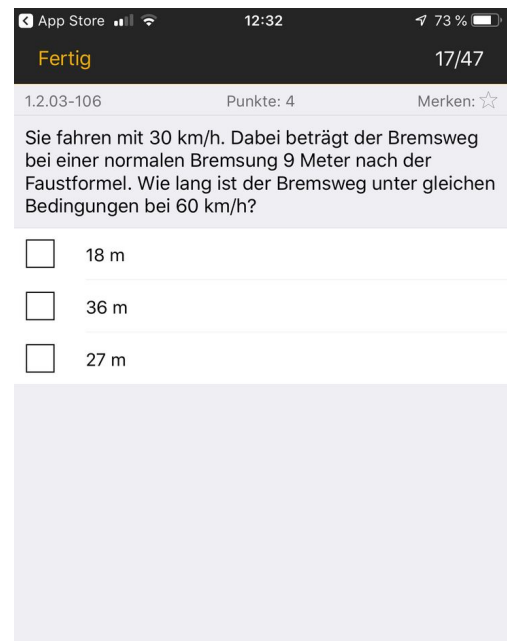 App Store 12:32 73 %
Fertig 17/47
1.2.03-106 Punkte: 4 Merken:
Sie fahren mit 30 km/h. Dabei beträgt der Bremsweg
bei einer normalen Bremsung 9 Meter nach der
Faustformel. Wie lang ist der Bremsweg unter gleichen
Bedingungen bei 60 km/h?
18 m
36 m
27 m